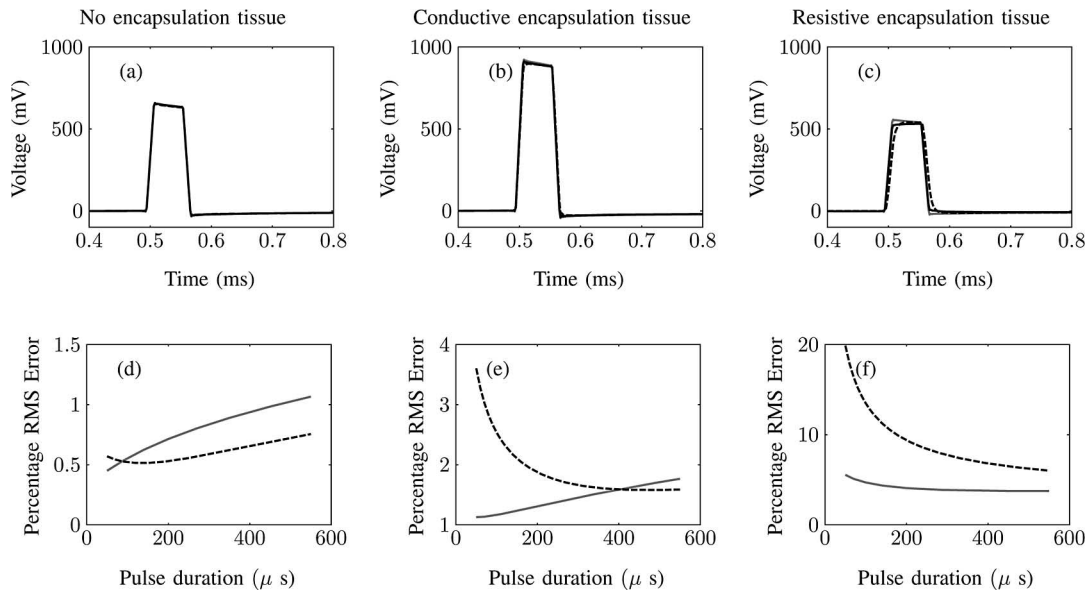 No encapsulation tissue
Conductive encapsulation tissue
Resistive encapsulation tissue
1000
500
0
Voltage (mV)
(a)
0.4 0.5 0.6 0.7 0.8
Time (ms)
1000
500
0
Voltage (mV)
(b)
0.4 0.5 0.6 0.7 0.8
Time (ms)
1000
500
0
Voltage (mV)
(c)
0.4 0.5 0.6 0.7 0.8
Time (ms)
1.5
1
0.5
0
Percentage RMS Error
(d)
0 200 400 600
Pulse duration (μ s)
4
3
2
1
Percentage RMS Error
(e)
0 200 400 600
Pulse duration (μ s)
20
10
0
Percentage RMS Error
(f)
0 200 400 600
Pulse duration (μ s)